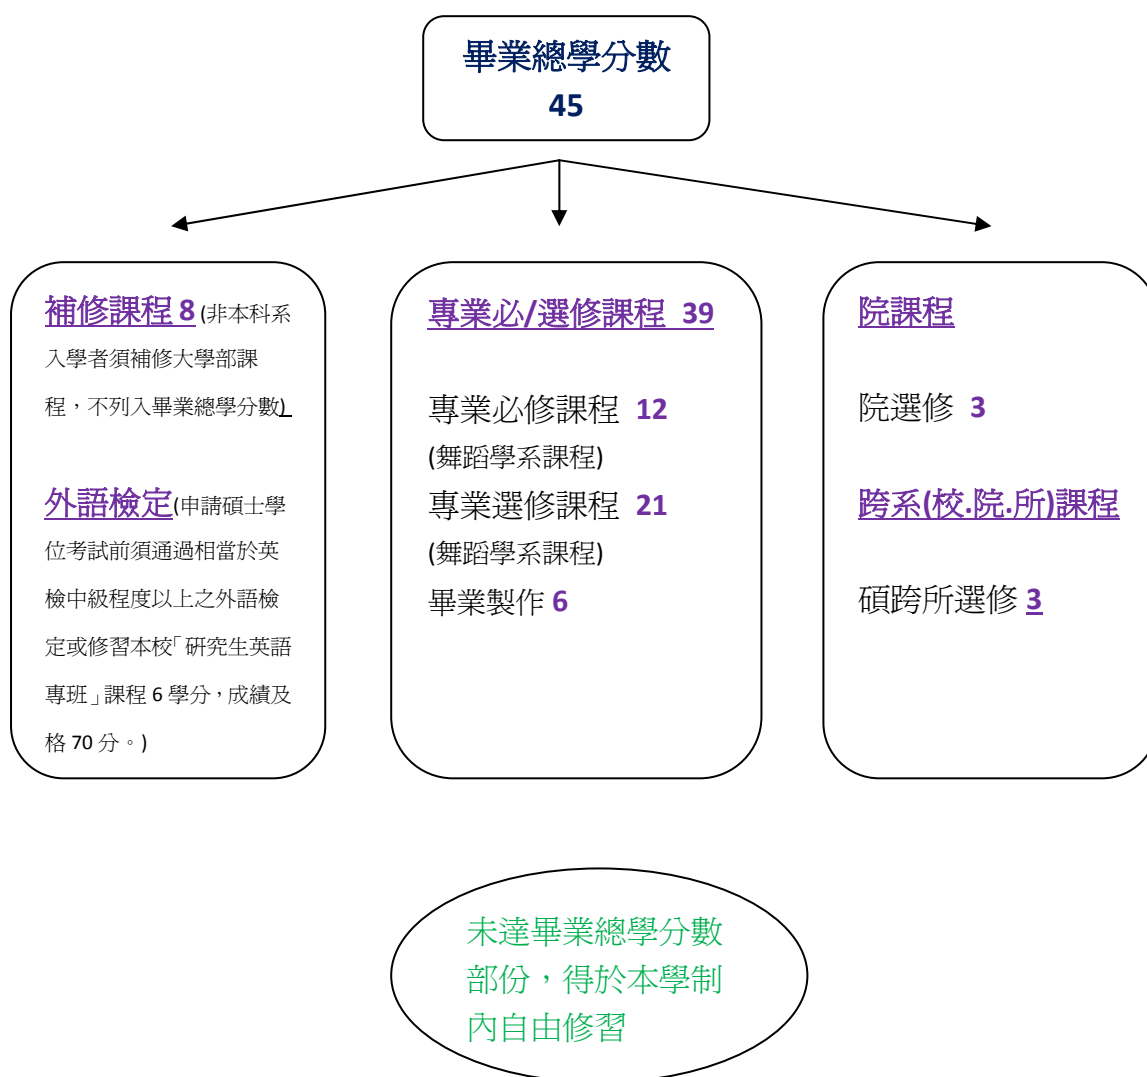 畢業總學分數
45
補修課程 8 (非本科系
入學者須補修大學部課
程，不列入畢業總學分數)
外語檢定(申請碩士學
位考試前須通過相當於英
檢中級程度以上之外語檢
定或修習本校「研究生英語
專班」課程 6 學分，成績及
格 70 分。)
專業必/選修課程 39
專業必修課程 12
(舞蹈學系課程)
專業選修課程 21
(舞蹈學系課程)
畢業製作 6
院課程
院選修 3
跨系(校.院.所)課程
碩跨所選修 3
未達畢業總學分數
部份，得於本學制
內自由修習